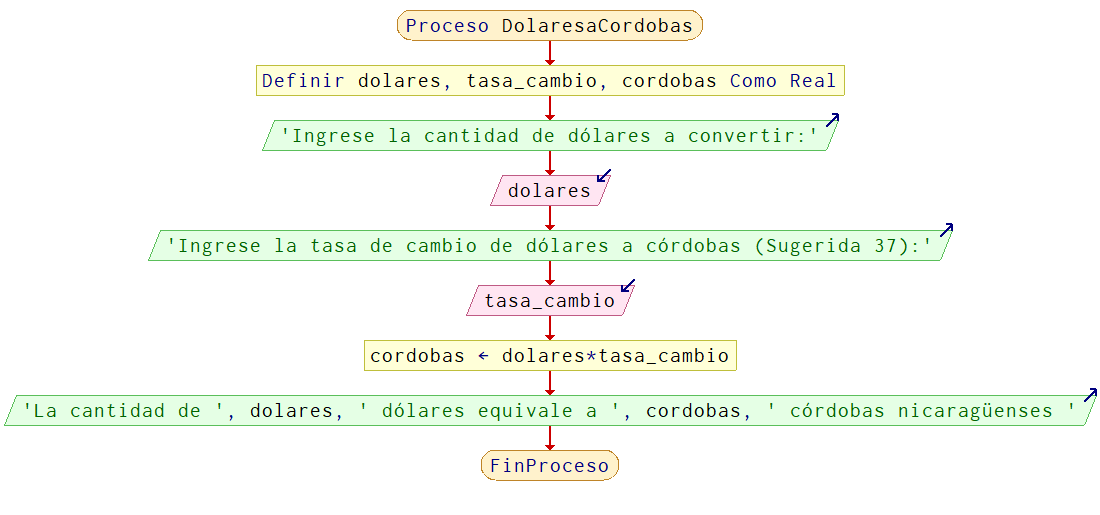 Proceso DolaresaCordobas
Definir dolares, tasa_cambio, cordobas Como Real
'Ingrese la cantidad de dólares a convertir:'
dolares
'Ingrese la tasa de cambio de dólares a córdobas (Sugerida 37):'
tasa_cambio
cordobas ← dolares*tasa_cambio
'La cantidad de ', dolares, ' dólares equivale a ', cordobas, ' córdobas nicaragüenses '
FinProceso